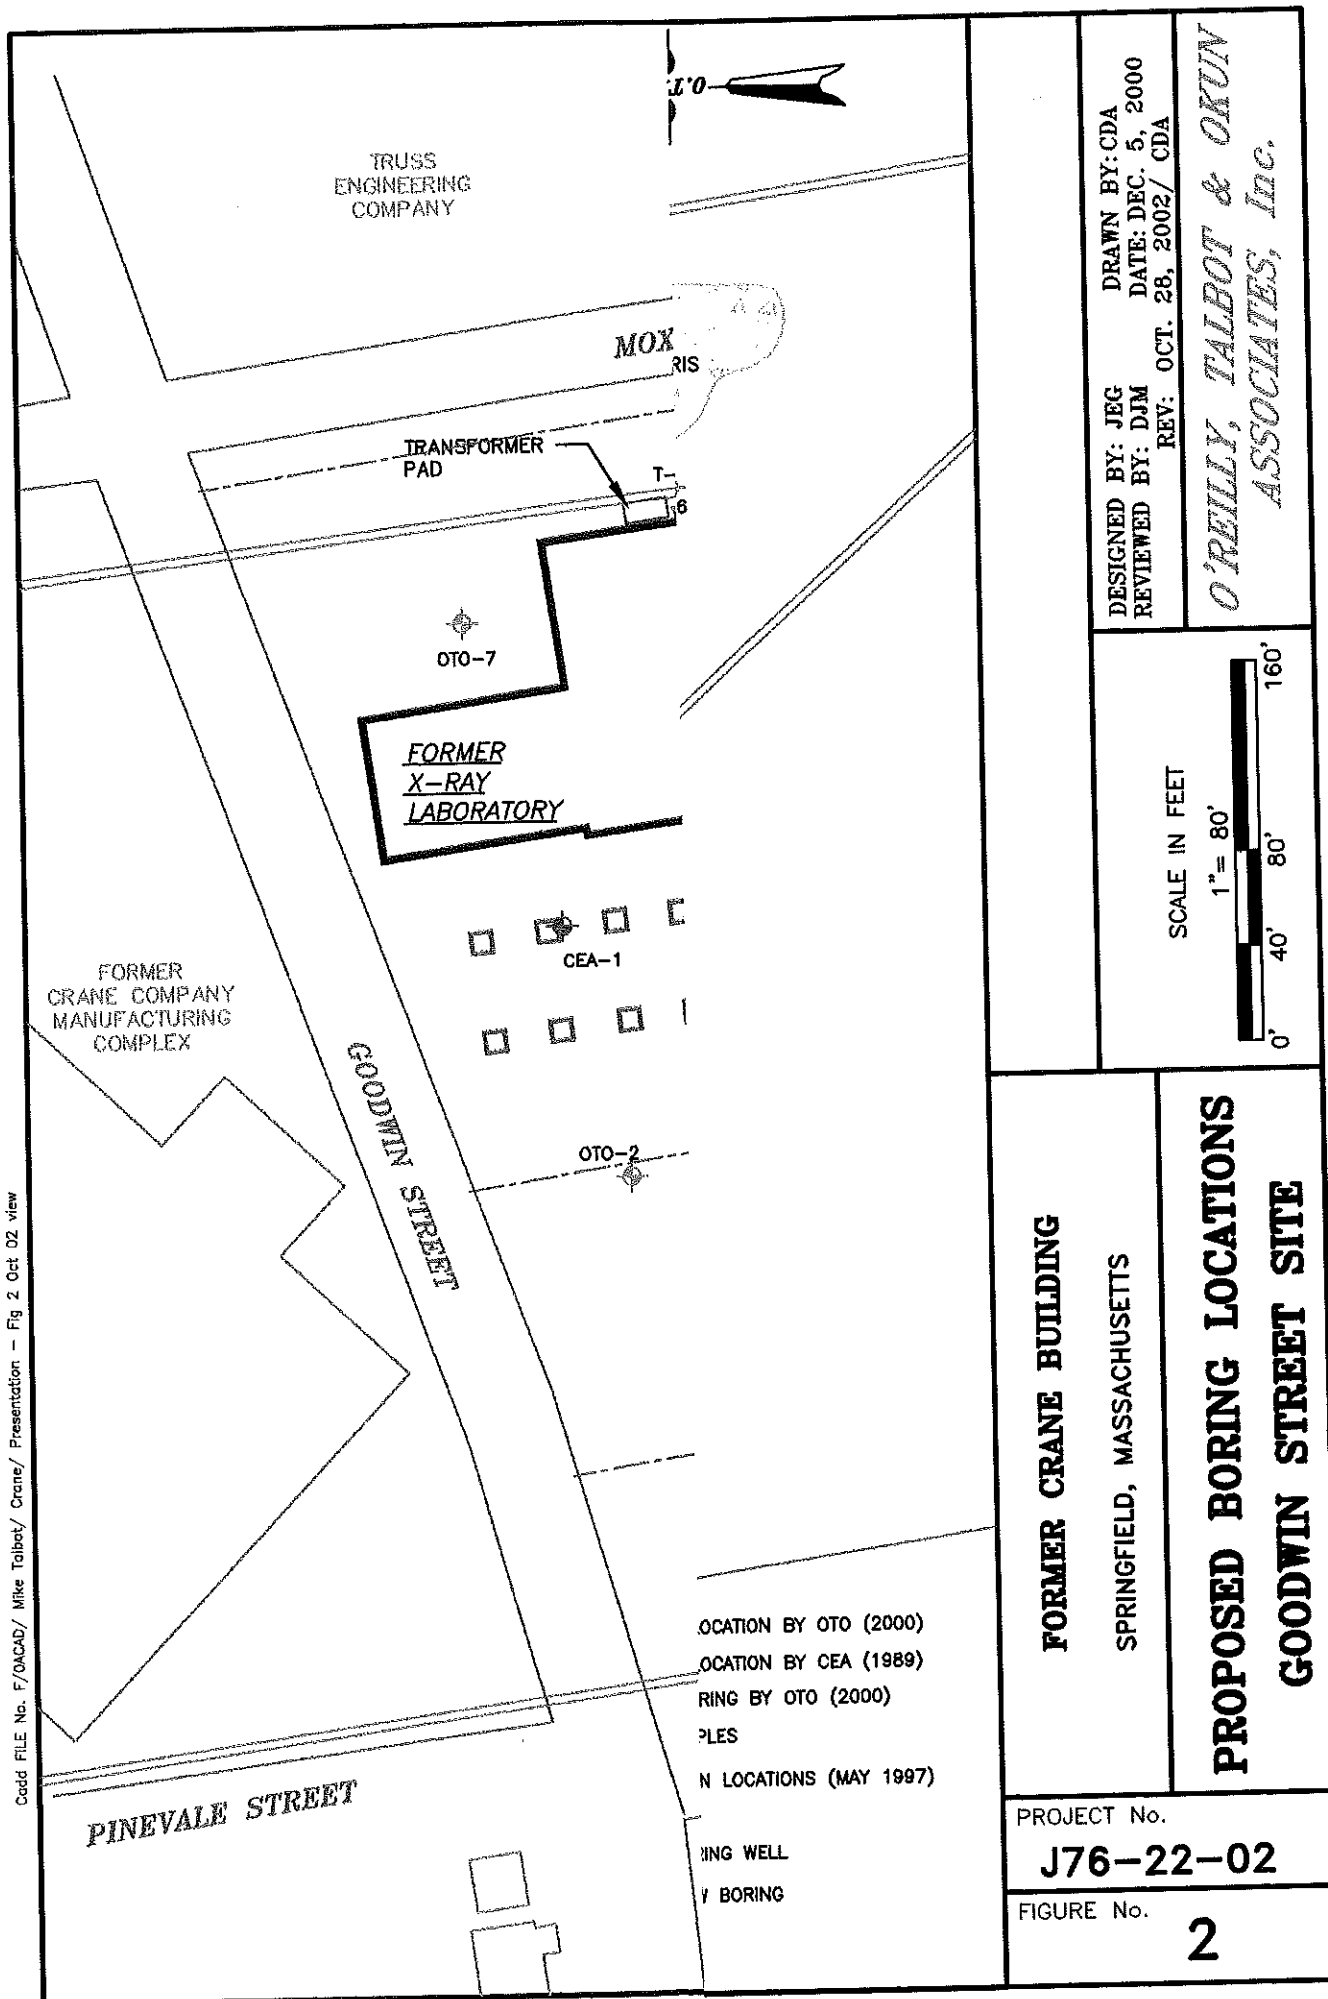 TRUSS
ENGINEERING
COMPANY
MOX
RIS
TRANSFORMER
PAD
T-
6
OTO-7
FORMER
X-RAY
LABORATORY
CEA-1
FORMER
CRANE COMPANY
MANUFACTURING
COMPLEX
GOODWIN STREET
OTO-2
PINEVALE STREET
OCATION BY OTO (2000)
OCATION BY CEA (1989)
RING BY OTO (2000)
PLES
N LOCATIONS (MAY 1997)
ING WELL
BORING
Cadd FILE No. F/OACAD/ Mike Talbot/ Crane/ Presentation - Fig 2 Oct 02 view
DESIGNED BY: JEG DRAWN BY: CDA
REVIEWED BY: DJM DATE: DEC. 5, 2000
REV: OCT. 28, 2002/ CDA
O'REILLY, TALBOT & OKUN
ASSOCIATES, Inc.
SCALE IN FEET
1"= 80'
0' 40' 80' 160'
FORMER CRANE BUILDING
SPRINGFIELD, MASSACHUSETTS
PROPOSED BORING LOCATIONS
GOODWIN STREET SITE
PROJECT No.
J76-22-02
FIGURE No.
2